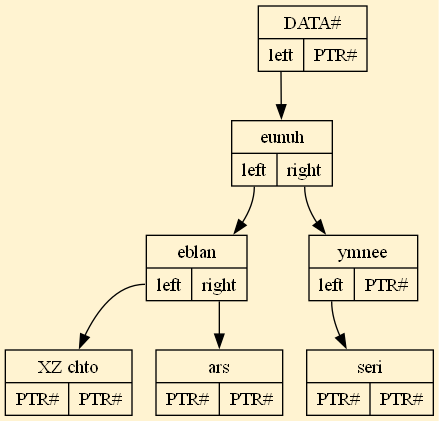 DATA#
left PTR#
eunuh
left right
eblan
left right
ymnee
left PTR#
XZ chto
PTR# PTR#
ars
PTR# PTR#
seri
PTR# PTR#